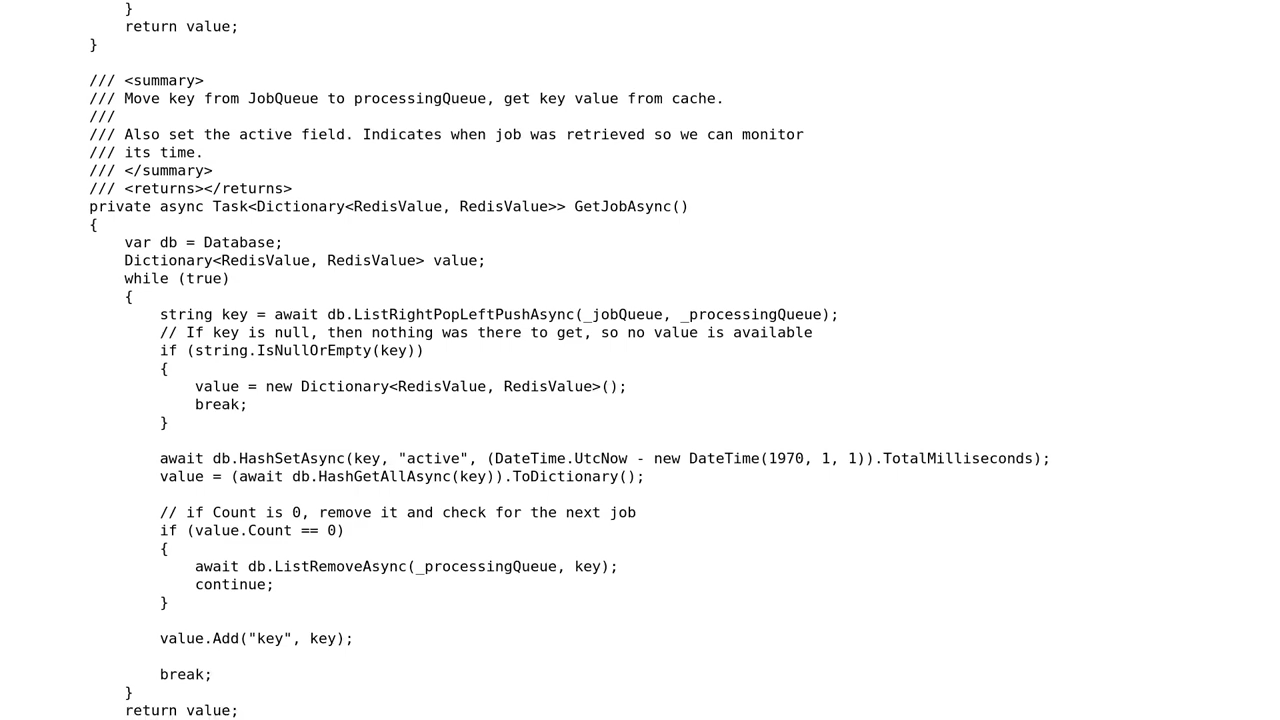 }
return value;
}
/// <summary>
/// Move key from JobQueue to processingQueue, get key value from cache.
///
/// Also set the active field. Indicates when job was retrieved so we can monitor
/// its time.
/// </summary>
/// <returns></returns>
private async Task<Dictionary<RedisValue, RedisValue>> GetJobAsync()
{
var db = Database;
Dictionary<RedisValue, RedisValue> value;
while (true)
{
string key = await db.ListRightPopLeftPushAsync(_jobQueue, _processingQueue);
// If key is null, then nothing was there to get, so no value is available
if (string.IsNullOrEmpty(key))
{
value = new Dictionary<RedisValue, RedisValue>();
break;
}
await db.HashSetAsync(key, "active", (DateTime.UtcNow - new DateTime(1970, 1, 1)).TotalMilliseconds);
value = (await db.HashGetAllAsync(key)).ToDictionary();
// if Count is 0, remove it and check for the next job
if (value.Count == 0)
{
await db.ListRemoveAsync(_processingQueue, key);
continue;
}
value.Add("key", key);
break;
}
return value;